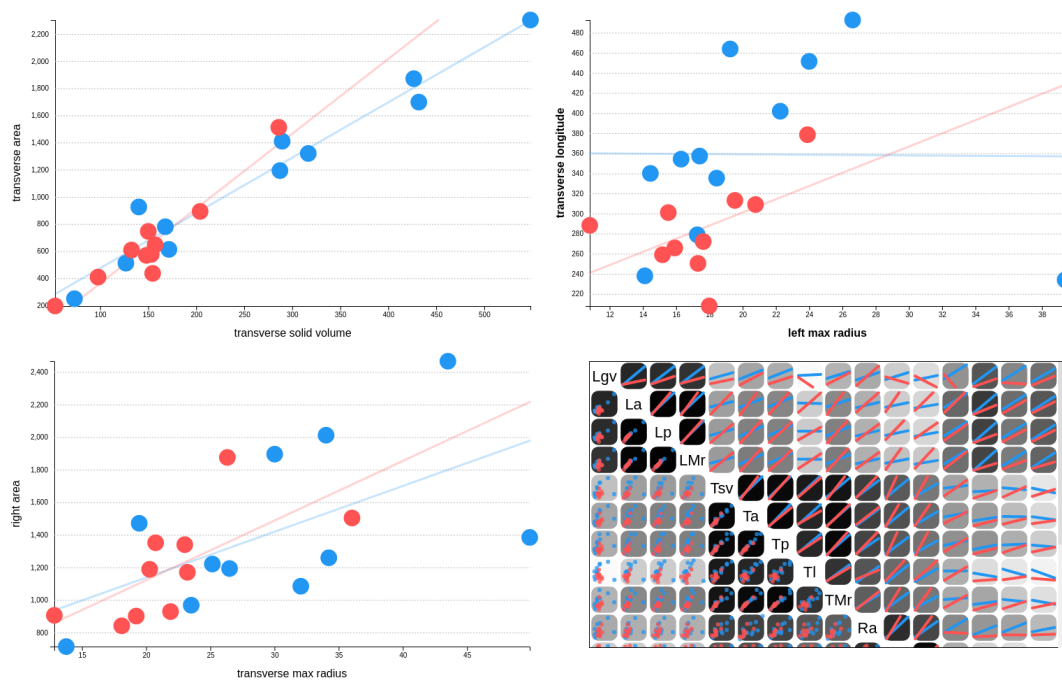 2,200
2,000
1,800
1,600
1,400
1,200
1,000
800
600
400
200
transverse area
100 150 200 250 300 350 400 450 500
transverse solid volume
480
460
440
420
400
380
360
340
320
300
280
260
240
220
transverse longitude
12 14 16 18 20 22 24 26 28 30 32 34 36 38
left max radius
2,400
2,200
2,000
1,800
1,600
1,400
1,200
1,000
800
right area
15 20 25 30 35 40 45
transverse max radius
Lgv
La
Lp
LMr
Tsv
Ta
Tp
Tl
TMr
Ra